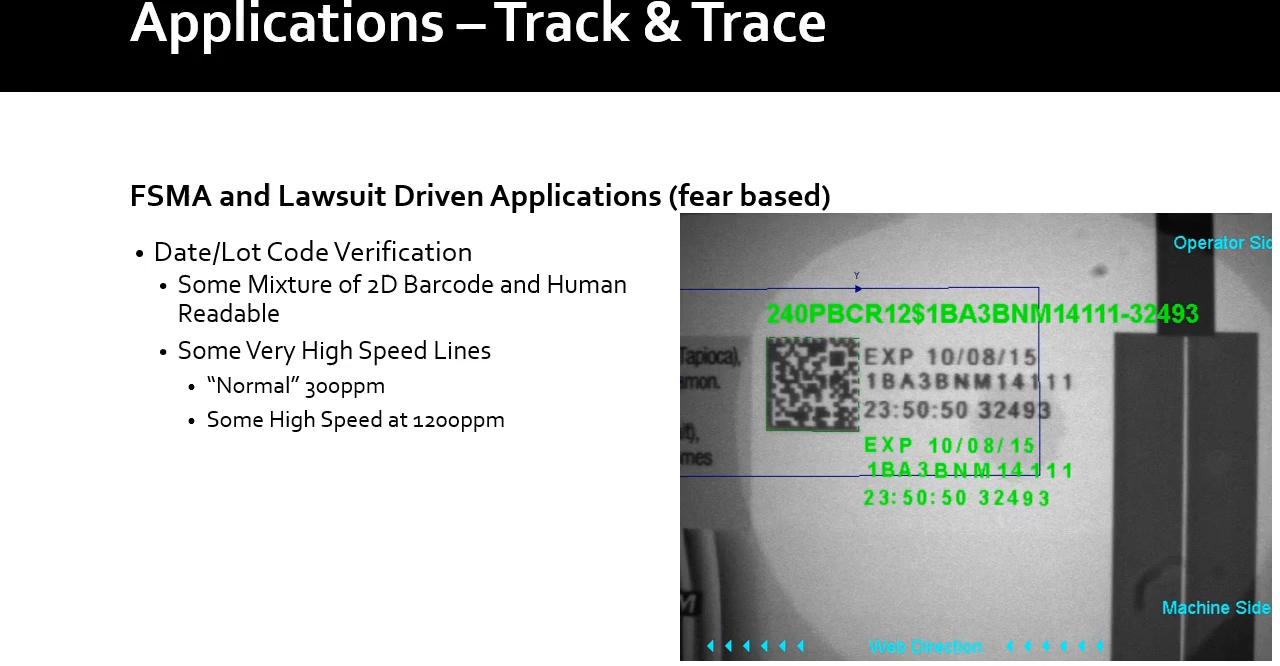 Applications – Track & Trace
FSMA and Lawsuit Driven Applications (fear based)
• Date/Lot Code Verification
• Some Mixture of 2D Barcode and Human
Readable
• Some Very High Speed Lines
• “Normal” 300ppm
• Some High Speed at 1200ppm
Operator Sid
Y
240PBCR12$1BA3BNM14111-32493
Tapioca),
EXP 10/08/15
1BA3BNM14111
23:50:50 32493
EXP 10/08/15
1BA3BNM14111
23:50:50 32493
Machine Side
Web Direction